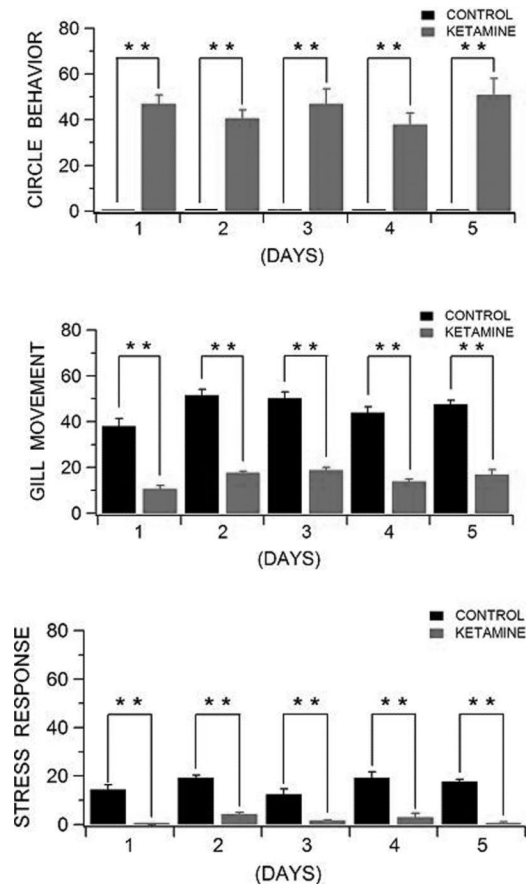 CONTROL
KETAMINE
CIRCLE BEHAVIOR
80
60
40
20
0
** ** ** ** **
1 2 3 4 5
(DAYS)
CONTROL
KETAMINE
GILL MOVEMENT
80
60
40
20
0
** ** ** ** **
1 2 3 4 5
(DAYS)
CONTROL
KETAMINE
STRESS RESPONSE
80
60
40
20
0
** ** ** ** **
1 2 3 4 5
(DAYS)